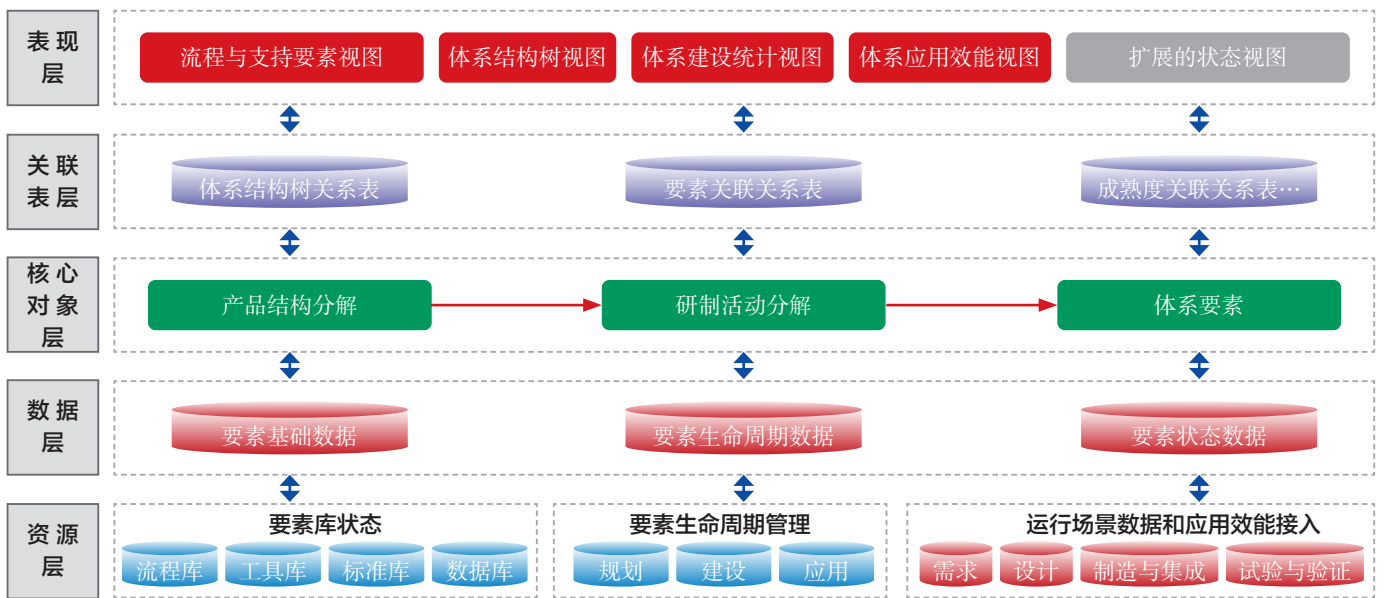 表现
层
流程与支持要素视图
体系结构树视图
体系建设统计视图
体系应用效能视图
扩展的状态视图
关联
表层
体系结构树关系表
要素关联关系表
成熟度关联关系表…
核心
对象
层
产品结构分解
研制活动分解
体系要素
数据
层
要素基础数据
要素生命周期数据
要素状态数据
资源
层
要素库状态
流程库
工具库
标准库
数据库
要素生命周期管理
规划
建设
应用
运行场景数据和应用效能接入
需求
设计
制造与集成
试验与验证